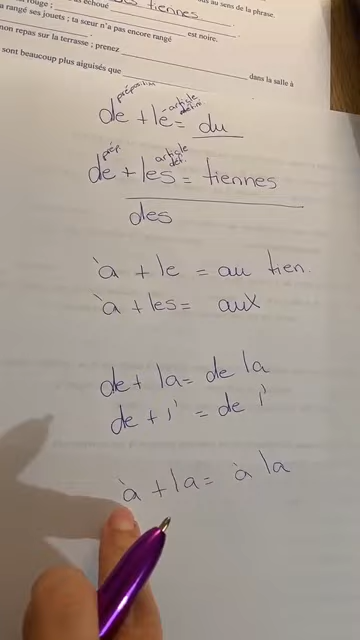 rouge ;
échoué
tiennes
au sens de la phrase.
a rangé ses jouets ; ta sœur n'a pas encore rangé
est noire.
mon repas sur la terrasse ; prenez
sont beaucoup plus aiguisés que
dans la salle à
préposition
article défini
de + le = du
prép.
article déf.
de + les = tiennes
des
à + le = au tien.
à + les = aux
de + la = de la
de + l' = de l'
à + la = à la